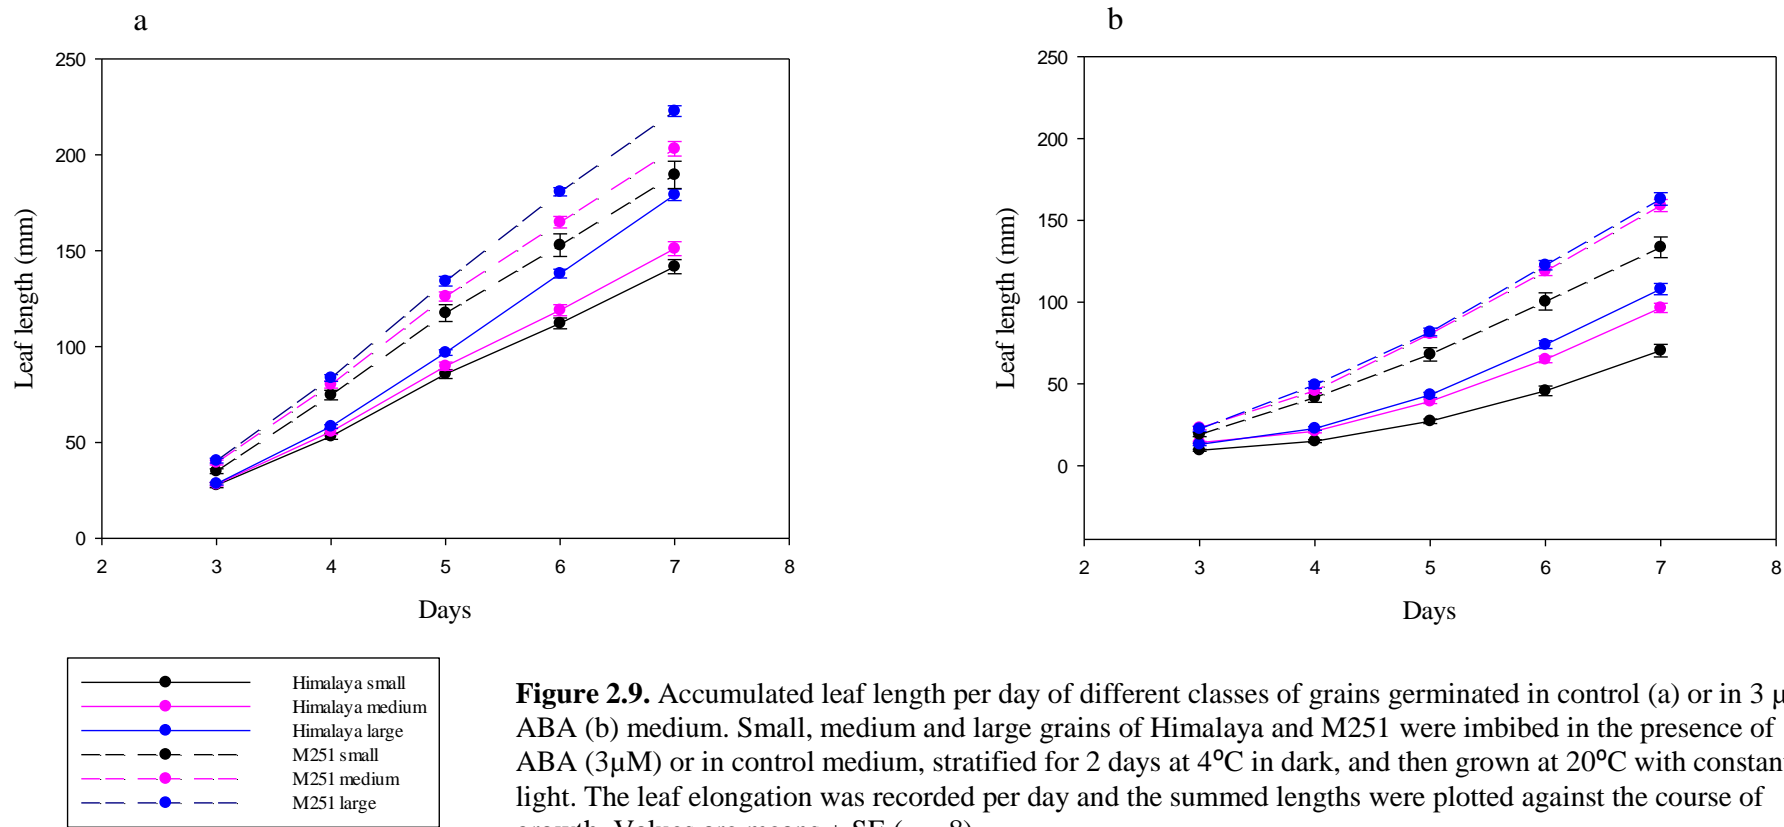 a
b
250
200
150
100
50
0
Leaf length (mm)
2 3 4 5 6 7 8
Days
250
200
150
100
50
0
Leaf length (mm)
2 3 4 5 6 7 8
Days
Himalaya small
Himalaya medium
Himalaya large
M251 small
M251 medium
M251 large
Figure 2.9. Accumulated leaf length per day of different classes of grains germinated in control (a) or in 3
ABA (b) medium. Small, medium and large grains of Himalaya and M251 were imbibed in the presence of
ABA (3µM) or in control medium, stratified for 2 days at 4⁰C in dark, and then grown at 20⁰C with constan
light. The leaf elongation was recorded per day and the summed lengths were plotted against the course of